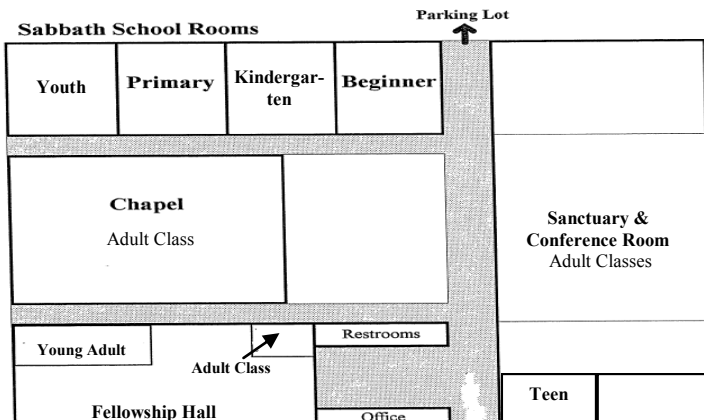 Parking Lot
Sabbath School Rooms
Youth
Primary
Kindergar-
ten
Beginner
Chapel
Adult Class
Sanctuary &
Conference Room
Adult Classes
Restrooms
Young Adult
Adult Class
Teen
Fellowship Hall
Office